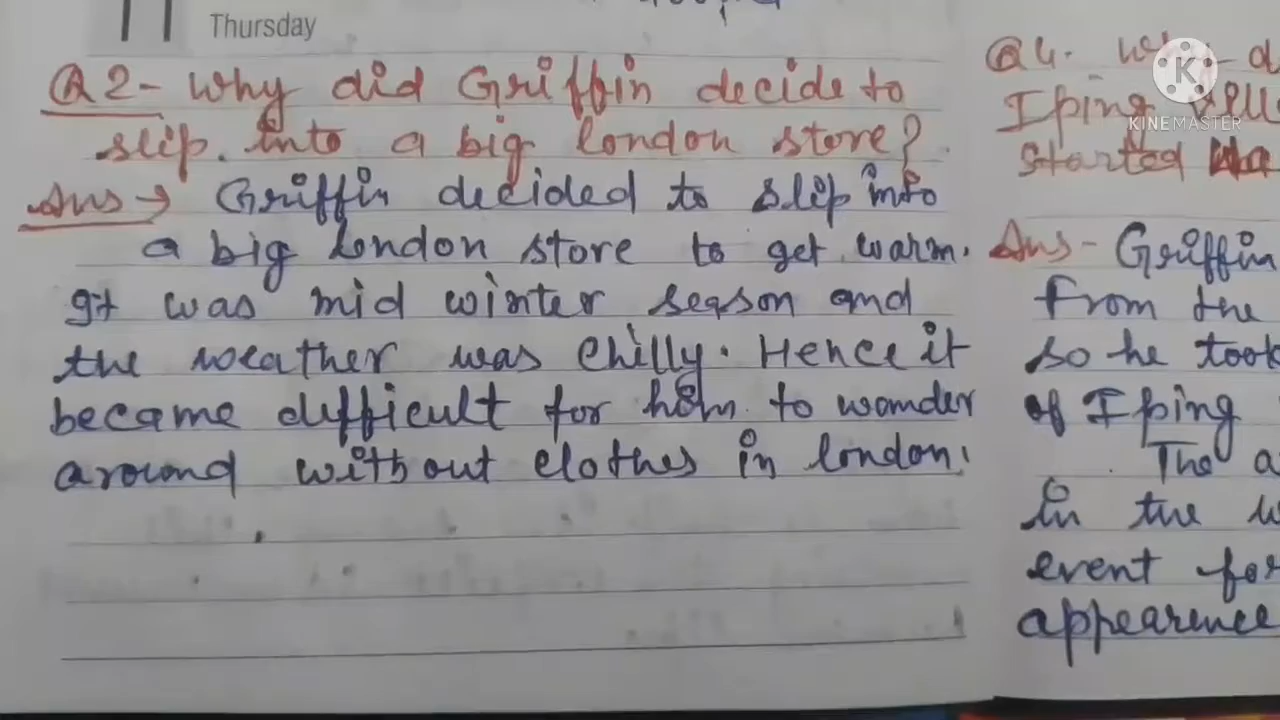 11
Thursday
Q2- Why did Griffin decide to
slip into a big london store?
Ans → Griffin decided to slip into
a big london store to get warm.
It was mid winter season and
the weather was chilly. Hence it
became difficult for him to wonder
around without clothes in london.
Q4. Why d
Iping
started
Ans- Griffin
from the
so he took
of Iping
The a
in the
event for
appearence
K
KINEMASTER